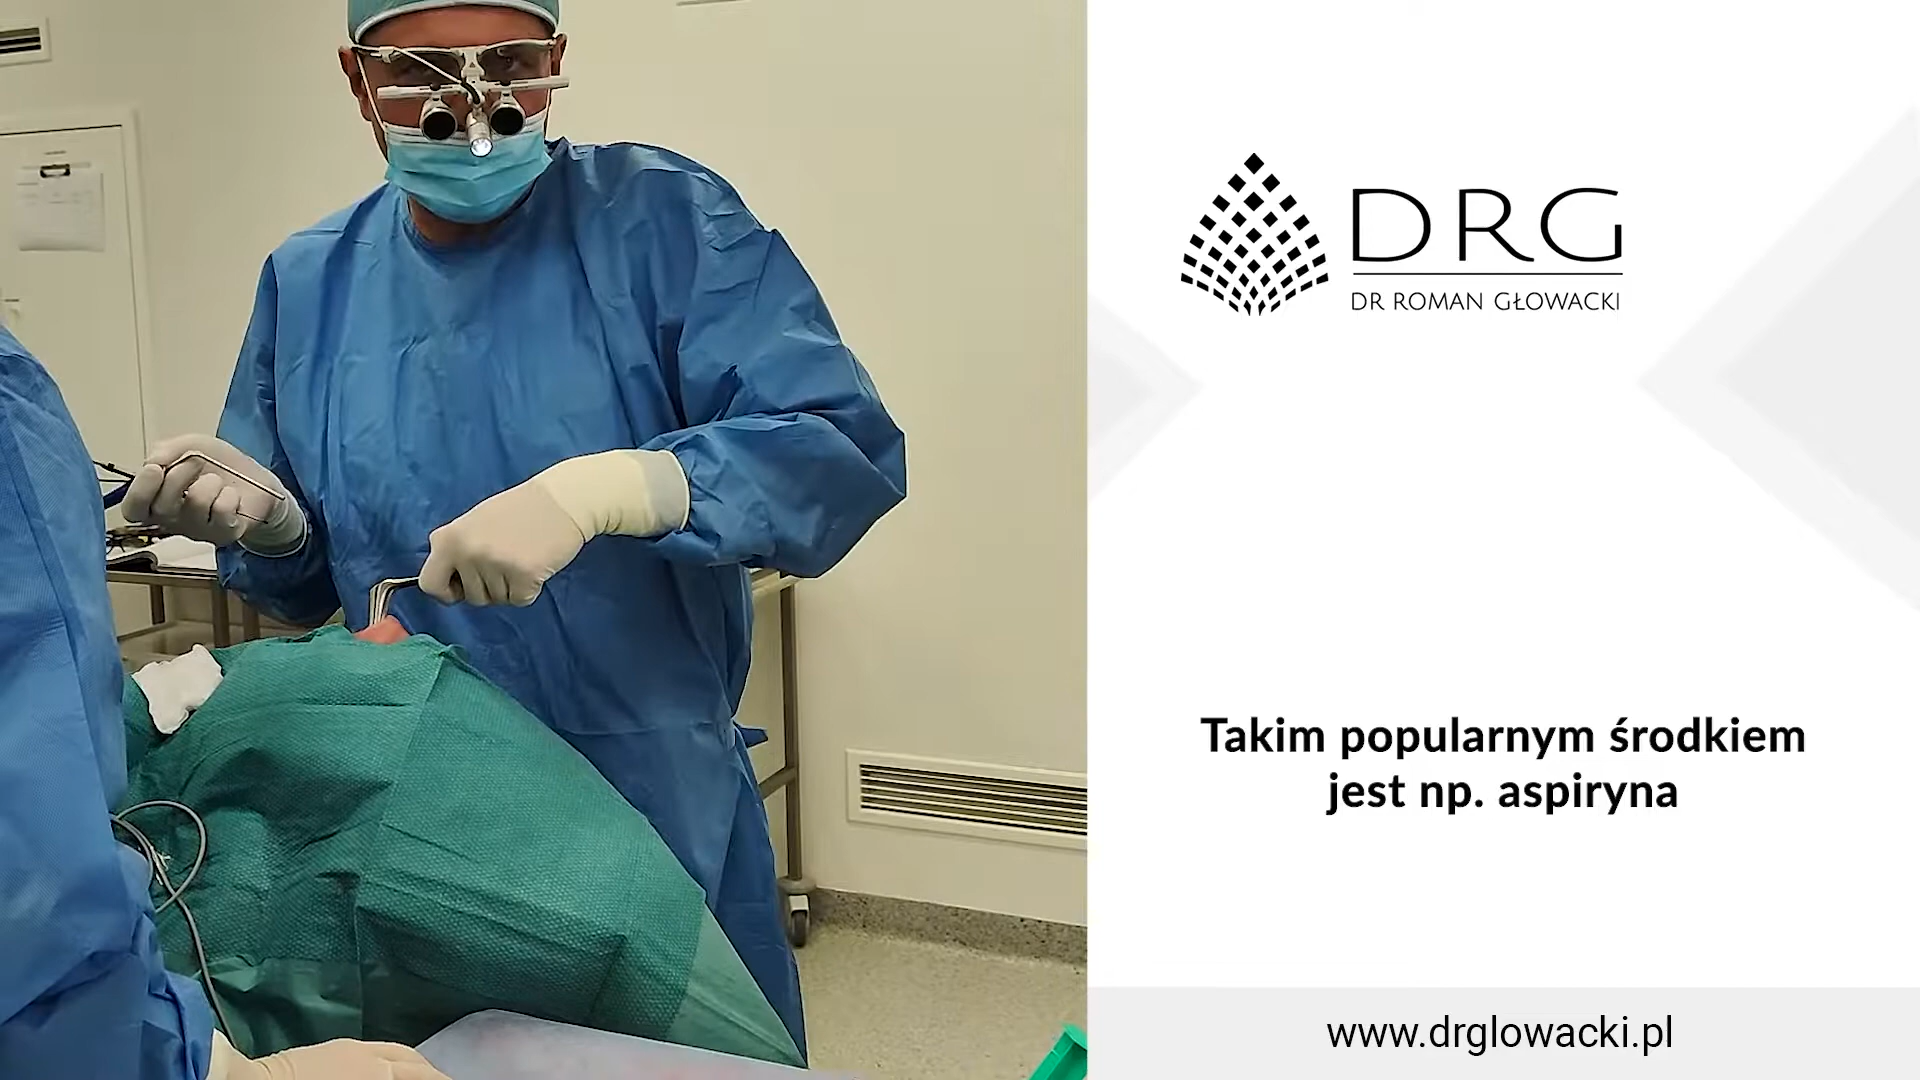 DRG
DR ROMAN GŁOWACKI
Takim popularnym środkiem
jest np. aspiryna
www.drglowacki.pl